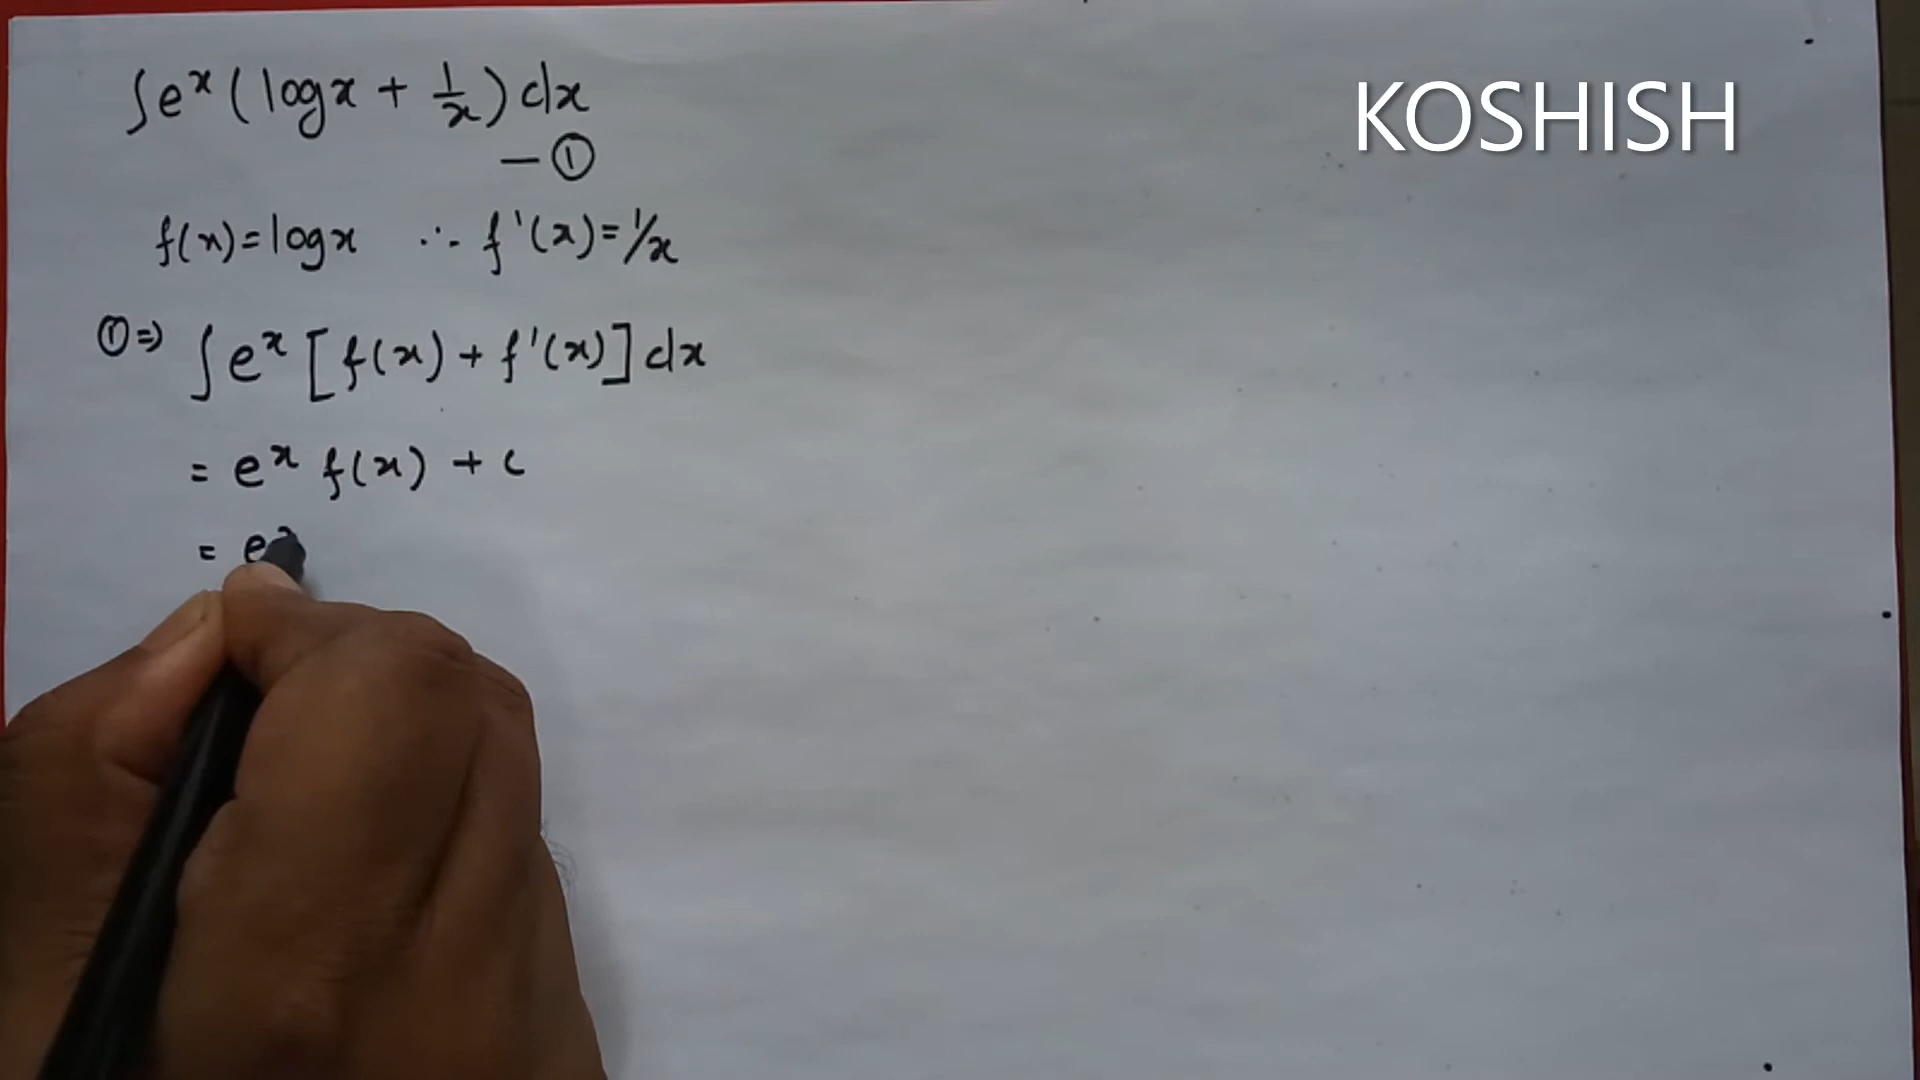 ∫eˣ(logx + 1/x)dx
KOSHISH
— ①
f(x)=logx ∴ f'(x)=1/x
①⇒ ∫eˣ[f(x) + f'(x)]dx
= eˣ f(x) + c
= e